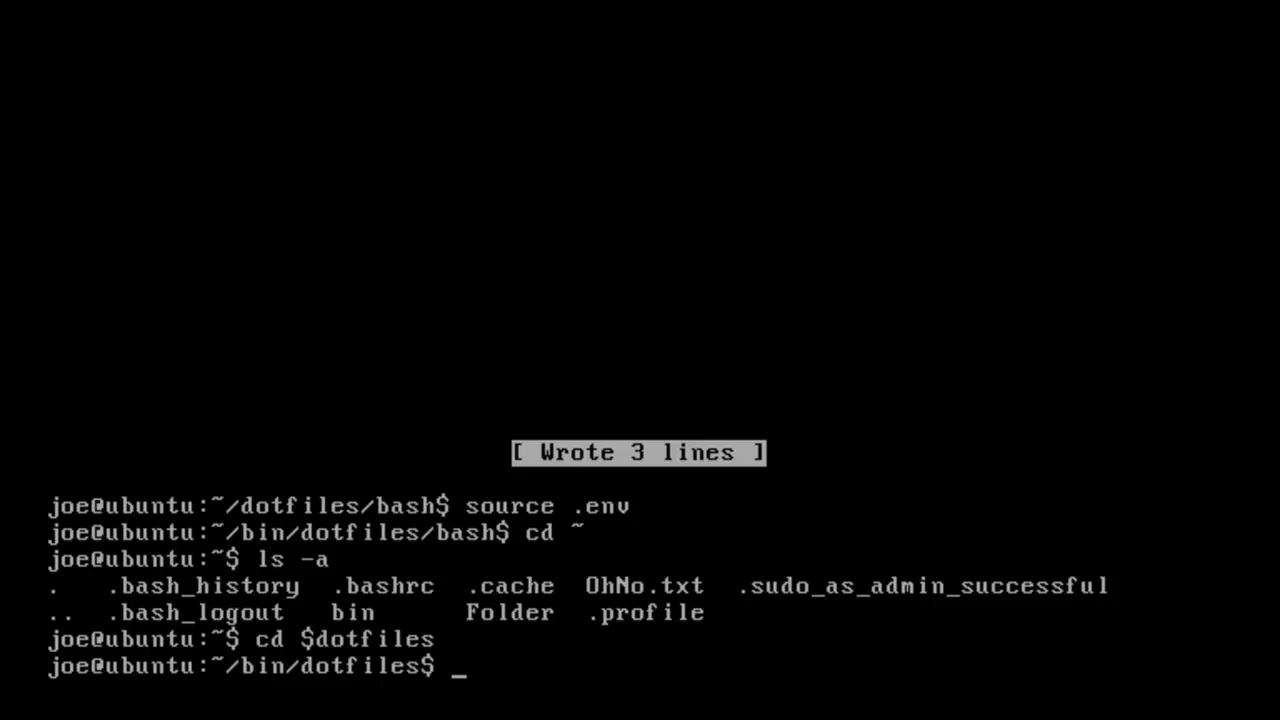 [ Wrote 3 lines ]
joe@ubuntu:~/dotfiles/bash$ source .env
joe@ubuntu:~/bin/dotfiles/bash$ cd ~
joe@ubuntu:~$ ls -a
.   .bash_history  .bashrc  .cache  OhNo.txt  .sudo_as_admin_successful
..  .bash_logout   bin      Folder  .profile
joe@ubuntu:~$ cd $dotfiles
joe@ubuntu:~/bin/dotfiles$ _